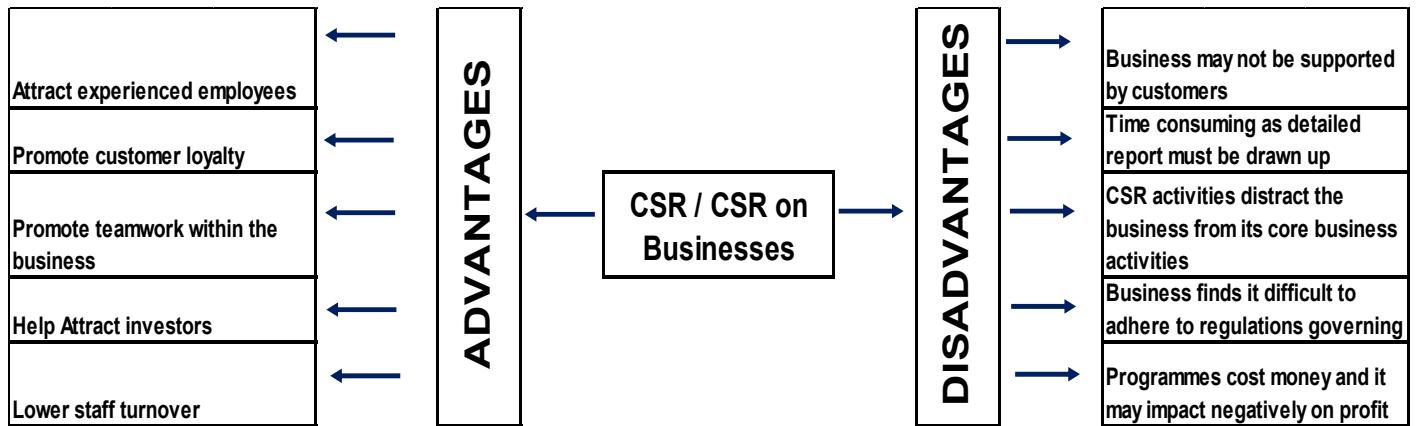 Attract experienced employees
Promote customer loyalty
Promote teamwork within the
business
Help Attract investors
Lower staff turnover
ADVANTAGES
CSR / CSR on
Businesses
DISADVANTAGES
Business may not be supported
by customers
Time consuming as detailed
report must be drawn up
CSR activities distract the
business from its core business
activities
Business finds it difficult to
adhere to regulations governing
Programmes cost money and it
may impact negatively on profit